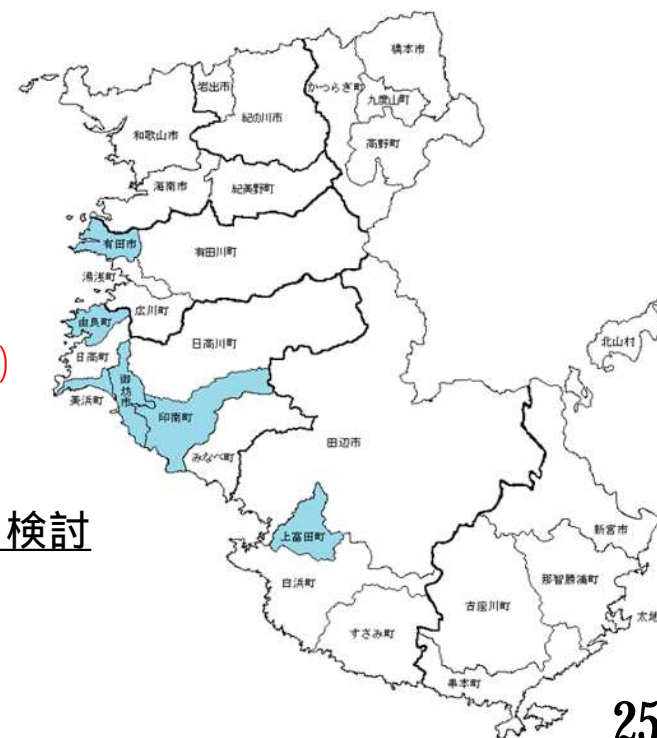 橋本市
岩出市
かつらぎ町
九度山町
紀の川市
和歌山市
高野町
海南市
紀美野町
有田市
有田川町
湯浅町
広川町
由良町
日高川町
北山村
日高町
)
御坊市
美浜町
印南町
田辺市
みなべ町
検討
上富田町
新宮市
那智勝浦町
白浜町
古座川町
太地
すさみ町
串本町
25